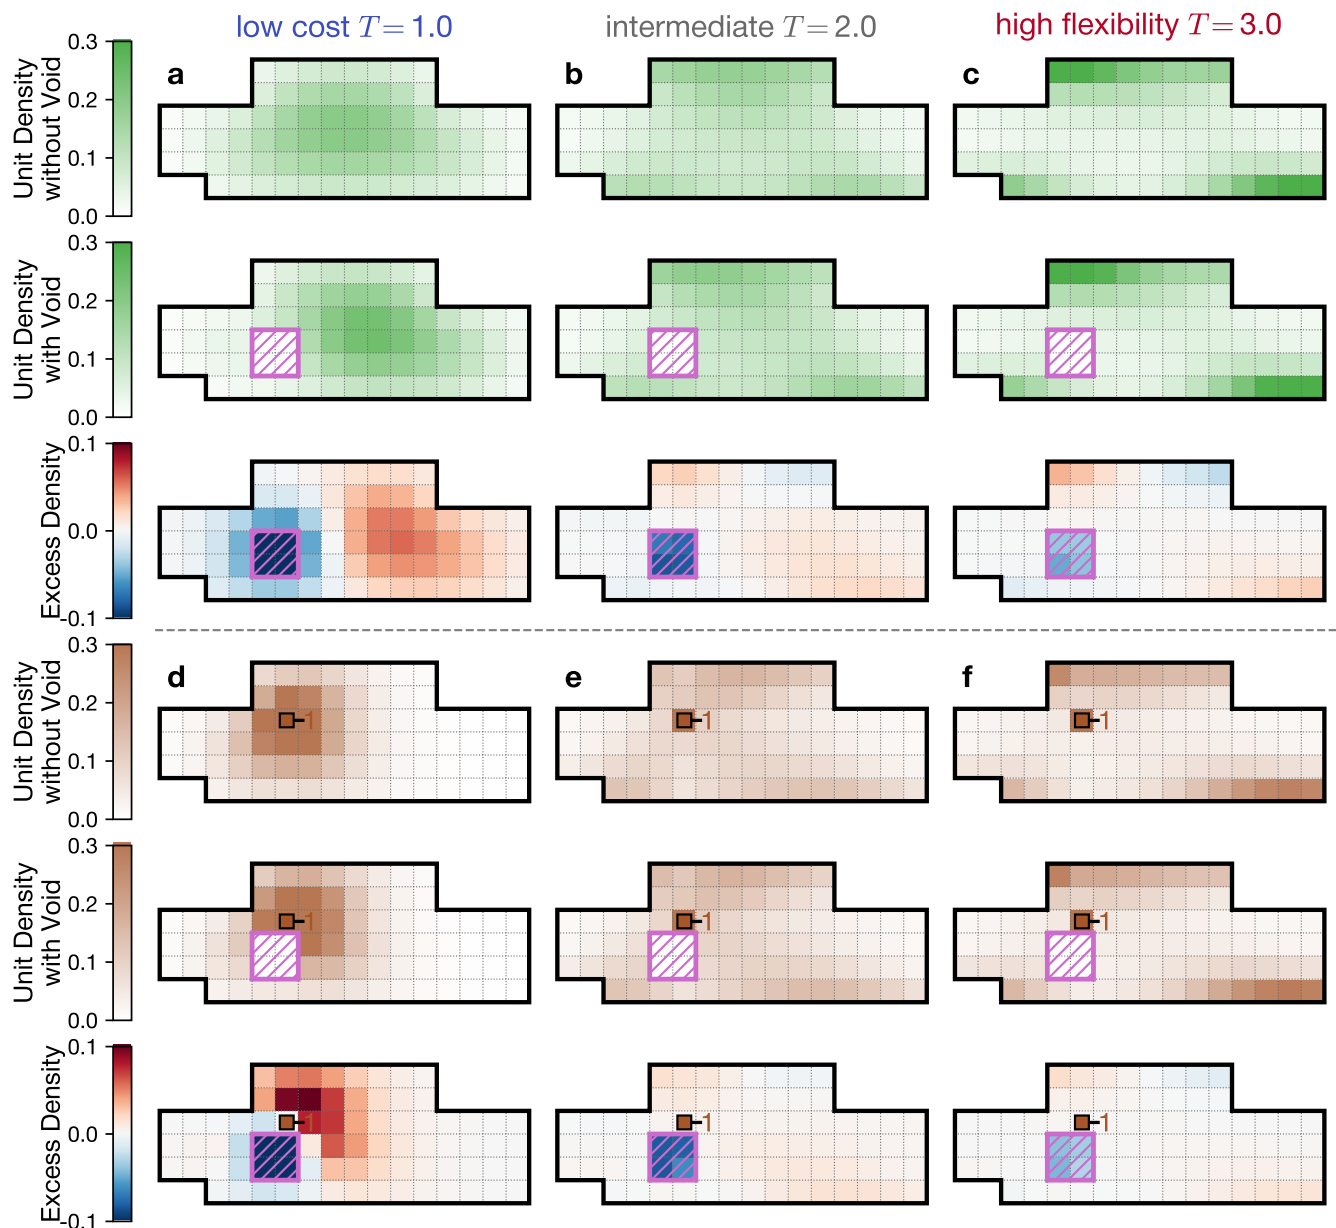 low cost T = 1.0
intermediate T = 2.0
high flexibility T = 3.0
Unit Density
without Void
0.3
0.2
0.1
0.0
a
b
c
Unit Density
with Void
0.3
0.2
0.1
0.0
Excess Density
0.1
0.0
-0.1
Unit Density
without Void
0.3
0.2
0.1
0.0
d
1
e
1
f
1
Unit Density
with Void
0.3
0.2
0.1
0.0
1
1
1
Excess Density
0.1
0.0
-0.1
1
1
1